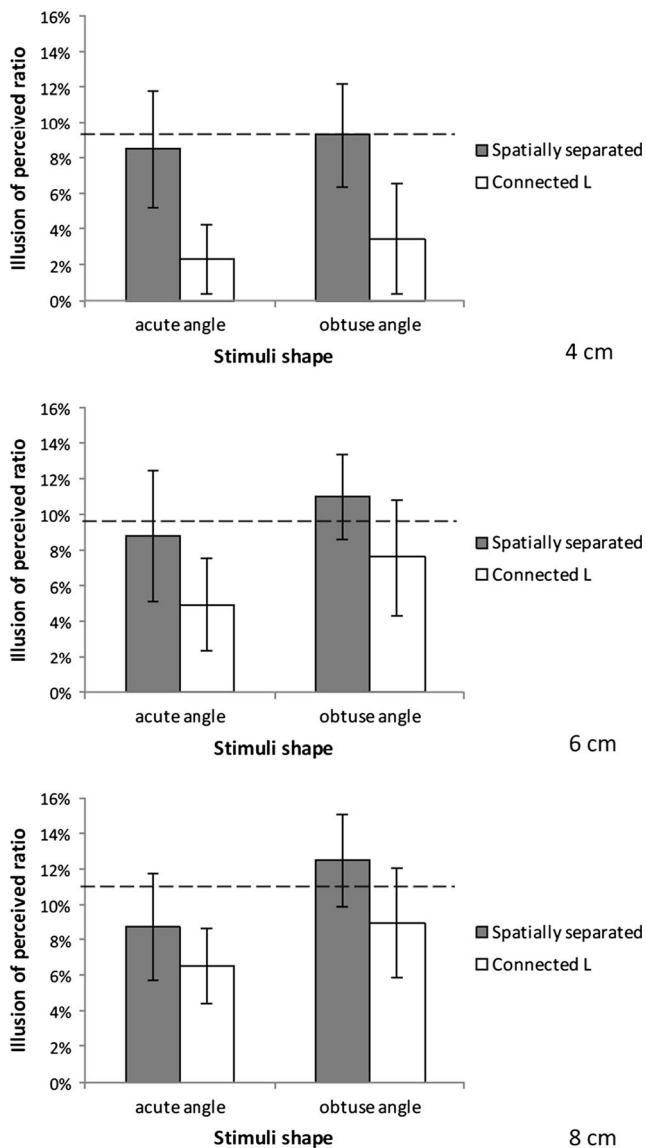 16%
14%
12%
10%
8%
6%
4%
2%
0%
Illusion of perceived ratio
acute angle obtuse angle
Stimuli shape
Spatially separated
Connected L
4 cm
16%
14%
12%
10%
8%
6%
4%
2%
0%
Illusion of perceived ratio
acute angle obtuse angle
Stimuli shape
Spatially separated
Connected L
6 cm
16%
14%
12%
10%
8%
6%
4%
2%
0%
Illusion of perceived ratio
acute angle obtuse angle
Stimuli shape
Spatially separated
Connected L
8 cm